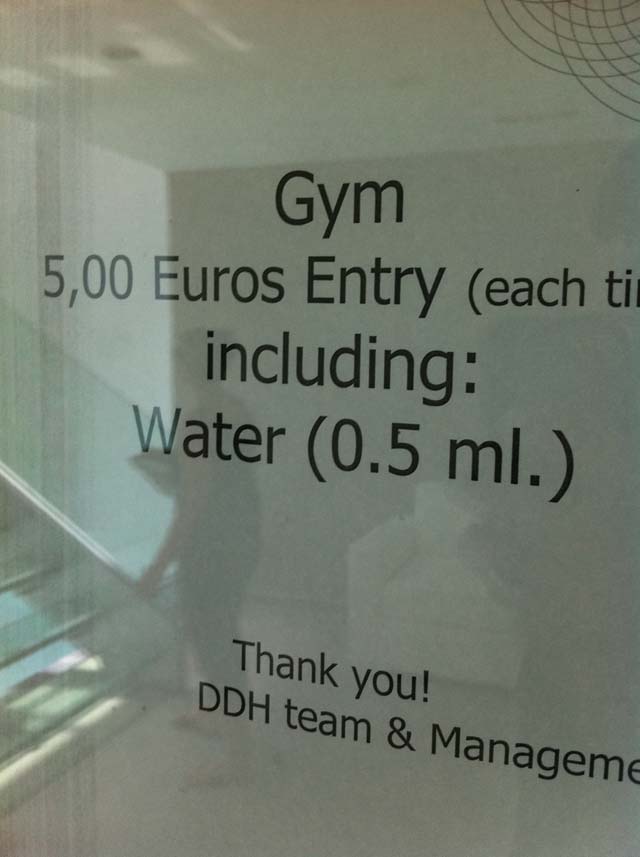 Gym
5,00 Euros Entry (each ti
including:
Water (0.5 ml.)
Thank you!
DDH team & Manageme